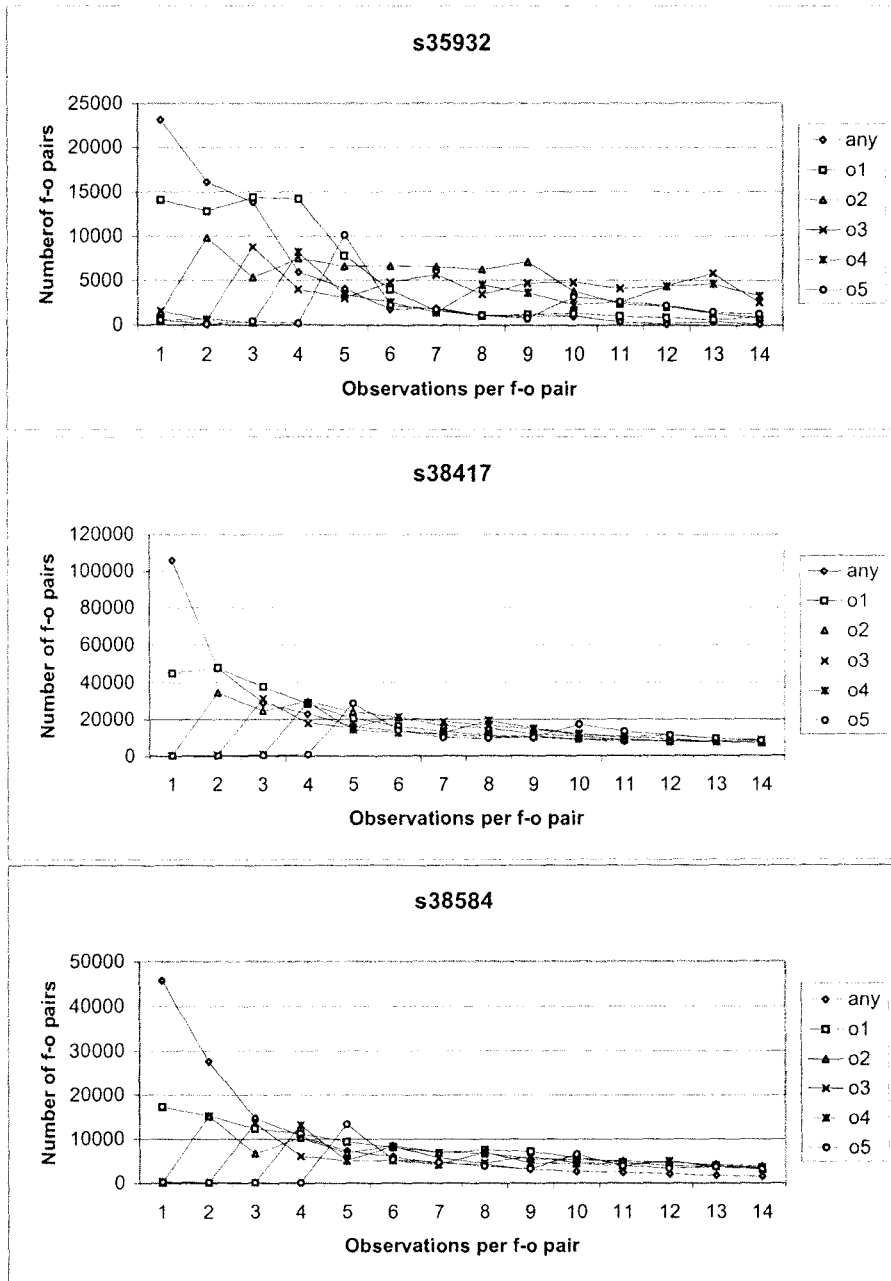 s35932
Numberof f-o pairs
25000
20000
15000
10000
5000
0
1 2 3 4 5 6 7 8 9 10 11 12 13 14
Observations per f-o pair
any
o1
o2
o3
o4
o5
s38417
Number of f-o pairs
120000
100000
80000
60000
40000
20000
0
1 2 3 4 5 6 7 8 9 10 11 12 13 14
Observations per f-o pair
any
o1
o2
o3
o4
o5
s38584
Number of f-o pairs
50000
40000
30000
20000
10000
0
1 2 3 4 5 6 7 8 9 10 11 12 13 14
Observations per f-o pair
any
o1
o2
o3
o4
o5